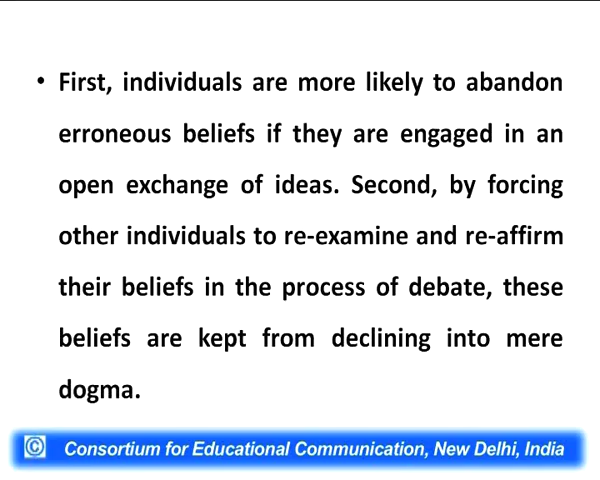 • First, individuals are more likely to abandon
erroneous beliefs if they are engaged in an
open exchange of ideas. Second, by forcing
other individuals to re-examine and re-affirm
their beliefs in the process of debate, these
beliefs are kept from declining into mere
dogma.
© Consortium for Educational Communication, New Delhi, India